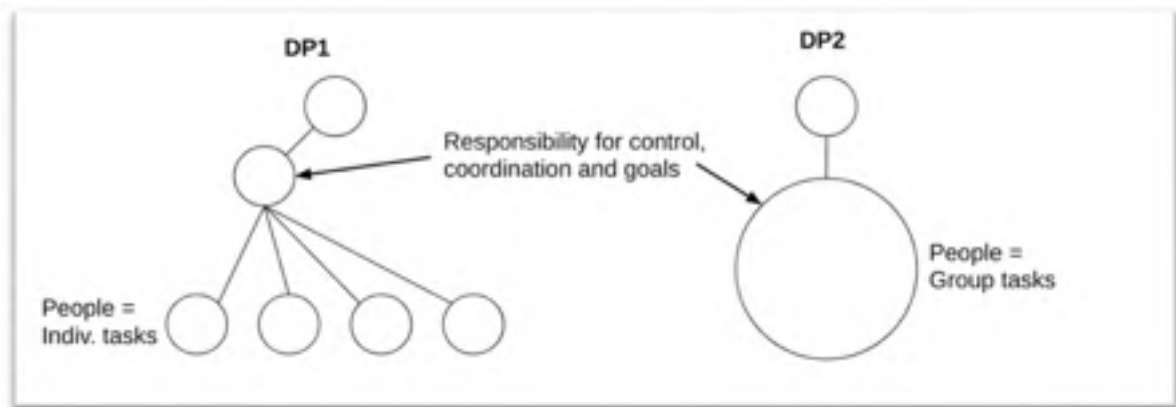 DP1
DP2
Responsibility for control,
coordination and goals
People =
Indiv. tasks
People =
Group tasks